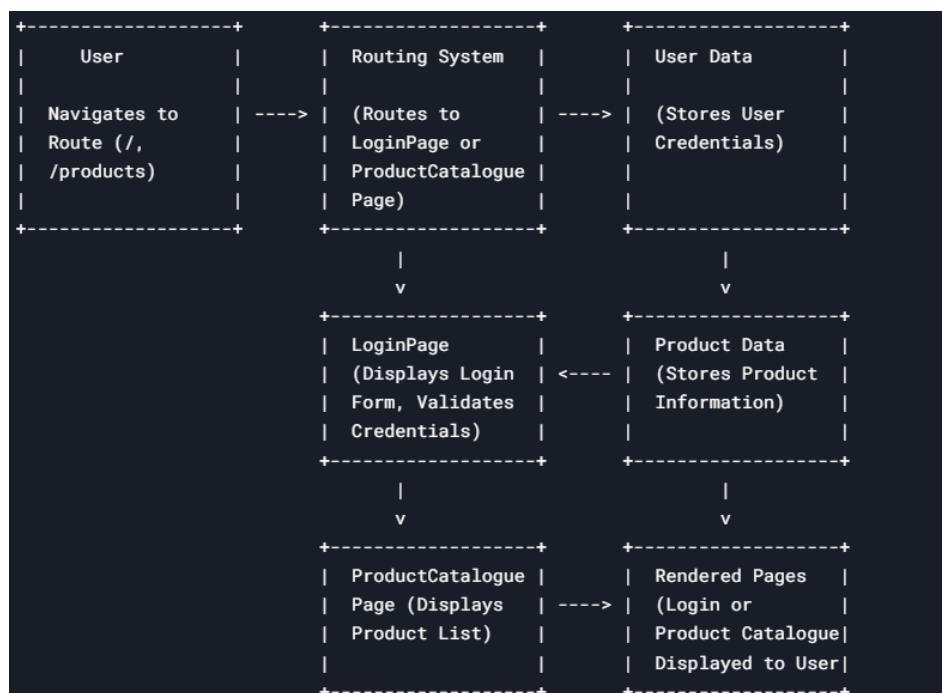 +-------------------+       +-------------------+       +-------------------+
|     User          |       |  Routing System   |       |  User Data        |
|                   |       |                   |       |                   |
|  Navigates to     | ----> |  (Routes to       | ----> |  (Stores User     |
|  Route (/,        |       |  LoginPage or     |       |  Credentials)     |
|  /products)       |       |  ProductCatalogue |       |                   |
|                   |       |  Page)            |       |                   |
+-------------------+       +-------------------+       +-------------------+
                                   |                             |
                                   v                             v
                            +-------------------+       +-------------------+
                            |  LoginPage        |       |  Product Data     |
                            |  (Displays Login  | <---- |  (Stores Product  |
                            |  Form, Validates  |       |  Information)     |
                            |  Credentials)     |       |                   |
                            +-------------------+       +-------------------+
                                   |                             |
                                   v                             v
                            +-------------------+       +-------------------+
                            |  ProductCatalogue |       |  Rendered Pages   |
                            |  Page (Displays   | ----> |  (Login or        |
                            |  Product List)    |       |  Product Catalogue|
                            |                   |       |  Displayed to User|
                            +-------------------+       +-------------------+